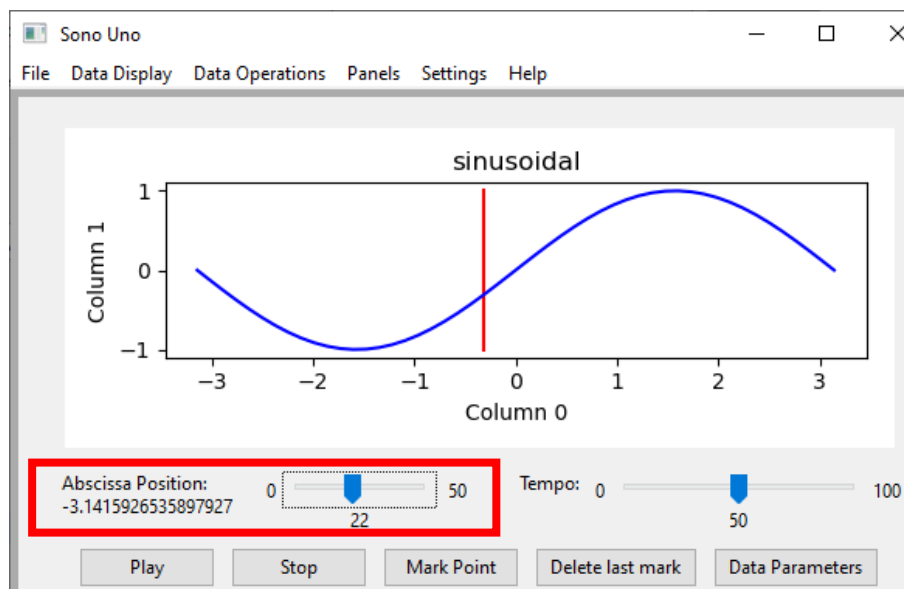 Sono Uno
File Data Display Data Operations Panels Settings Help
sinusoidal
Column 1
1
0
−1
−3 −2 −1 0 1 2 3
Column 0
Abscissa Position: 0 50 Tempo: 0 100
-3.1415926535897927
22 50
Play Stop Mark Point Delete last mark Data Parameters